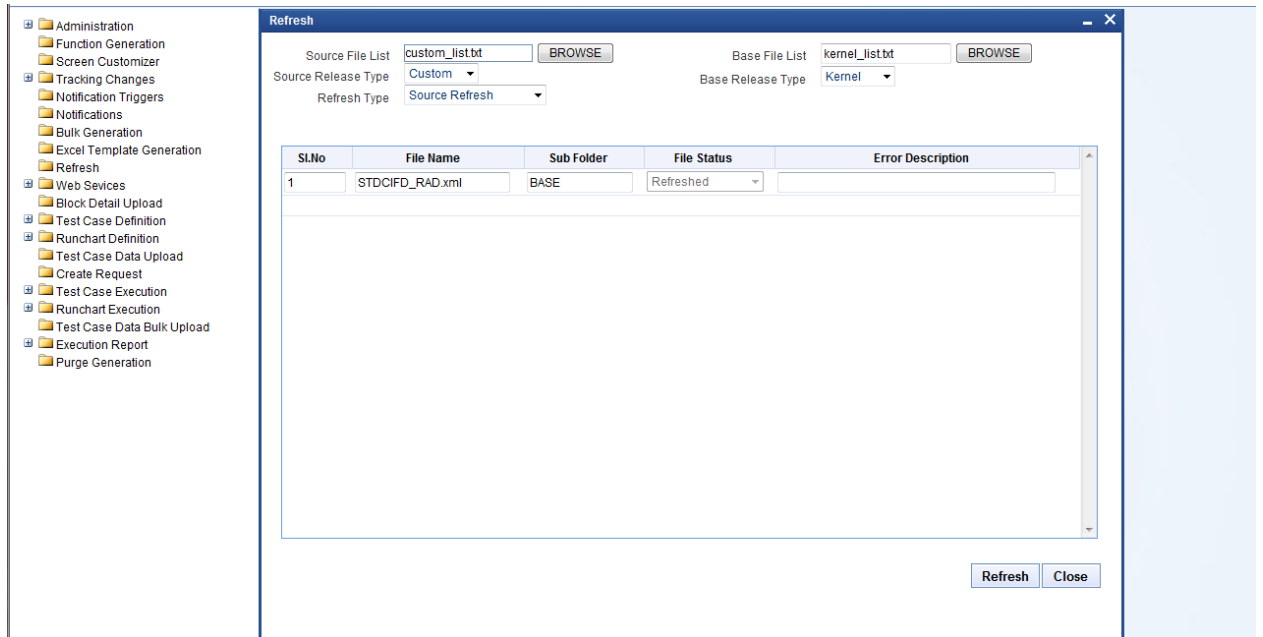 Administration
Function Generation
Screen Customizer
Tracking Changes
Notification Triggers
Notifications
Bulk Generation
Excel Template Generation
Refresh
Web Sevices
Block Detail Upload
Test Case Definition
Runchart Definition
Test Case Data Upload
Create Request
Test Case Execution
Runchart Execution
Test Case Data Bulk Upload
Execution Report
Purge Generation
Refresh
Source File List custom_list.txt BROWSE Base File List kernel_list.txt BROWSE
Source Release Type Custom Base Release Type Kernel
Refresh Type Source Refresh
Sl.No File Name Sub Folder File Status Error Description
1 STDCIFD_RAD.xml BASE Refreshed
Refresh Close